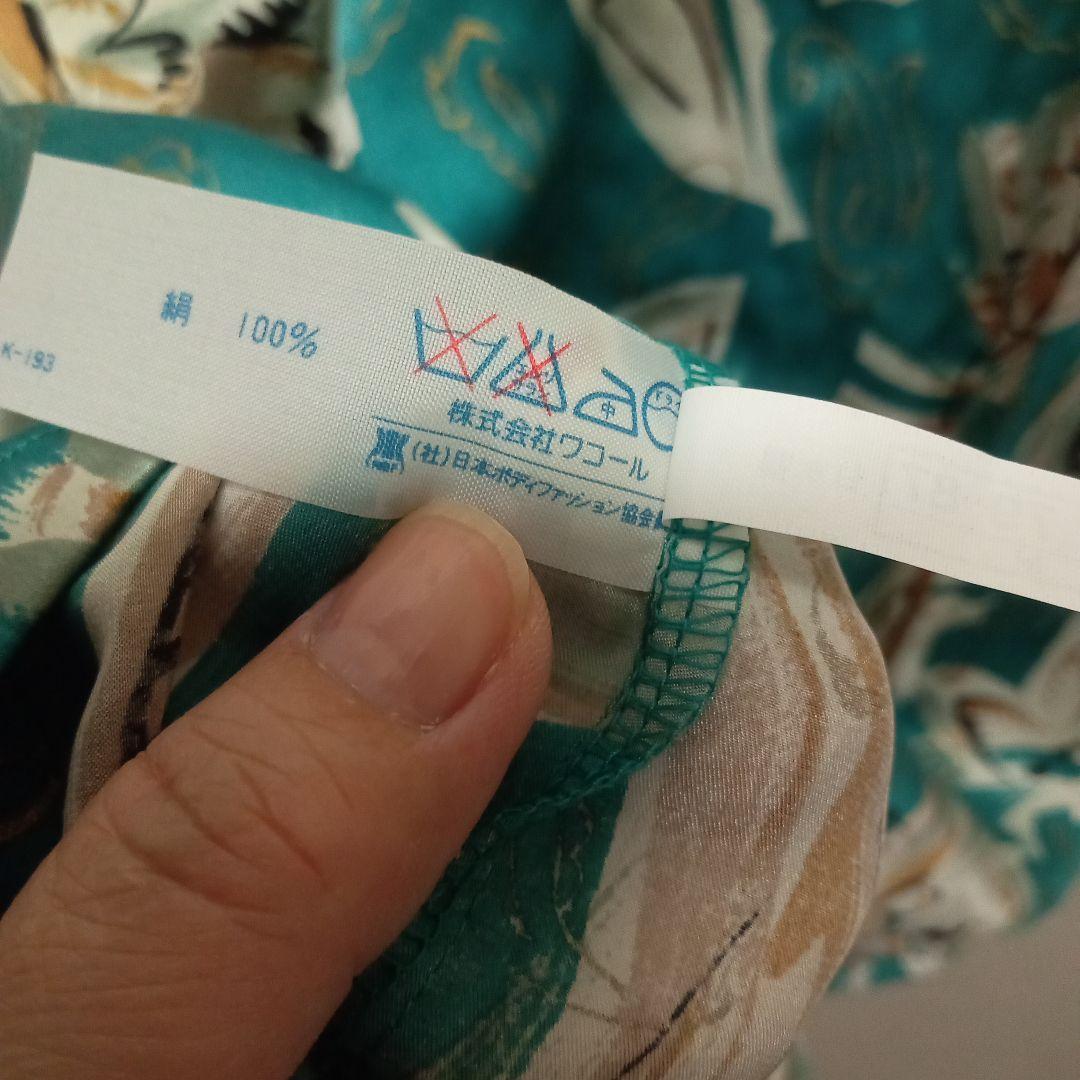 絹 100%
K-193
中
株式会社ワコール
(社)日本ボディファッション協会